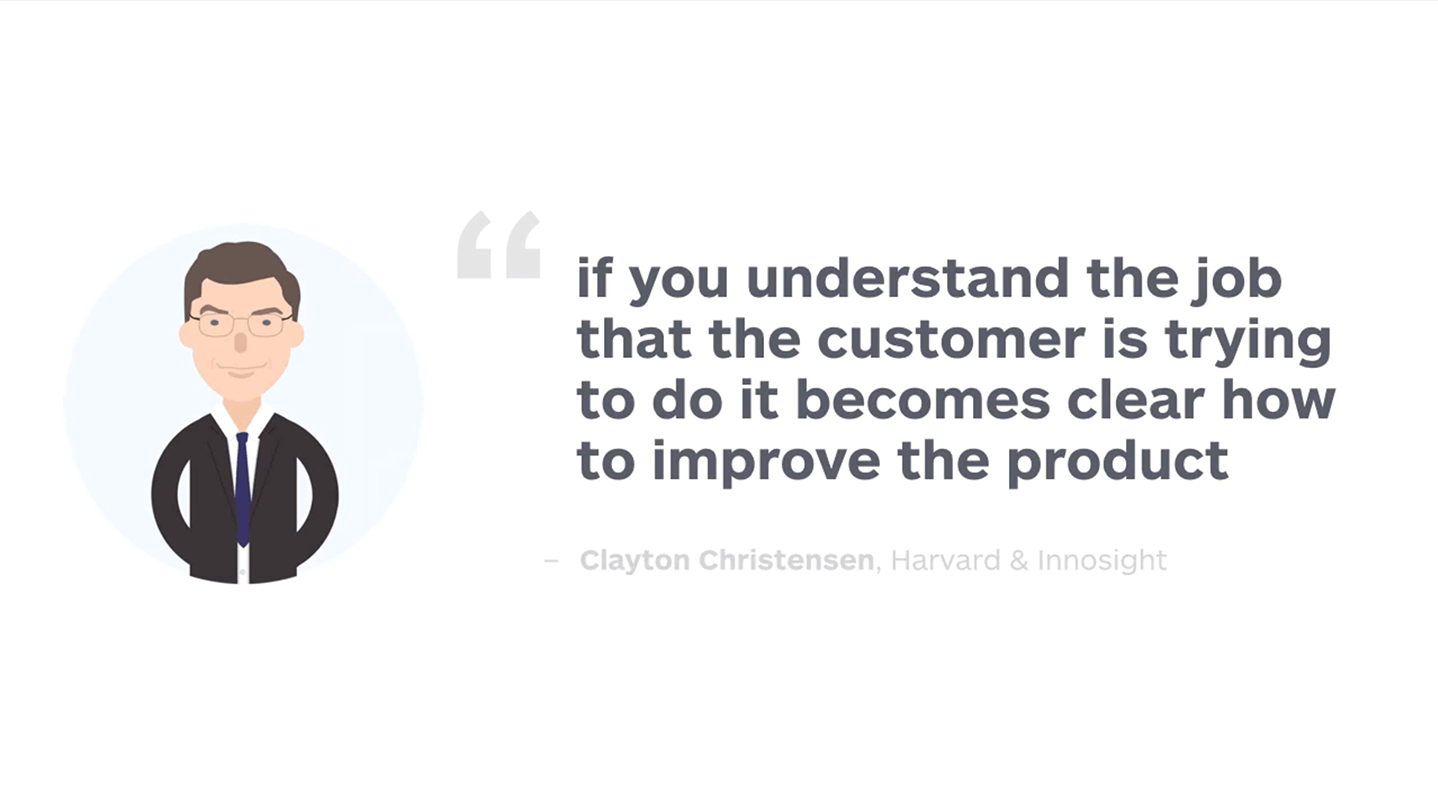 “
if you understand the job
that the customer is trying
to do it becomes clear how
to improve the product
– Clayton Christensen, Harvard & Innosight